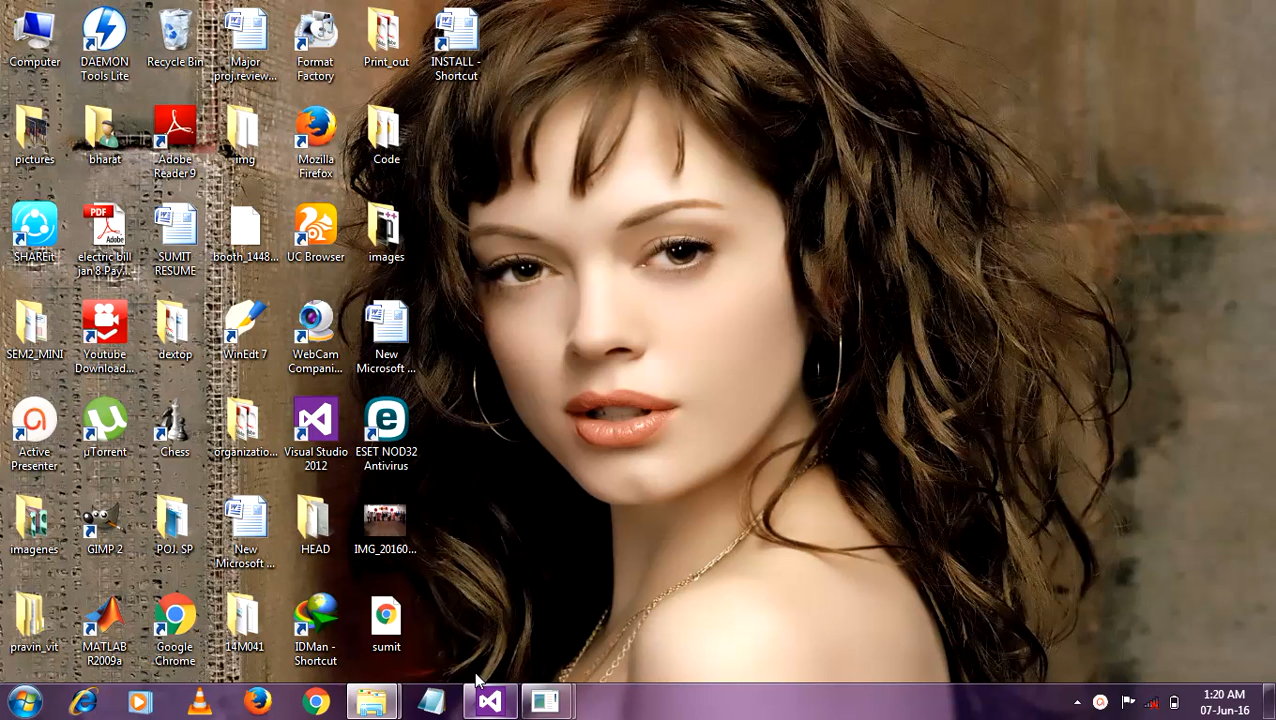 Computer
DAEMON
Tools Lite
Recycle Bin
Major
proj.review...
Format
Factory
Print_out
INSTALL -
Shortcut
pictures
bharat
Adobe
Reader 9
img
Mozilla
Firefox
Code
SHAREit
PDF
Adobe
electric bill
jan 8 Pay...
SUMIT
RESUME
booth_1448...
UC Browser
images
SEM2_MINI
Youtube
Download...
dextop
WinEdt 7
WebCam
Compani...
New
Microsoft ...
Active
Presenter
µTorrent
Chess
organizatio...
Visual Studio
2012
ESET NOD32
Antivirus
imagenes
GIMP 2
POJ. SP
New
Microsoft ...
HEAD
IMG_20160...
pravin_vit
MATLAB
R2009a
Google
Chrome
14M041
IDMan -
Shortcut
sumit
1:20 AM
07-Jun-16